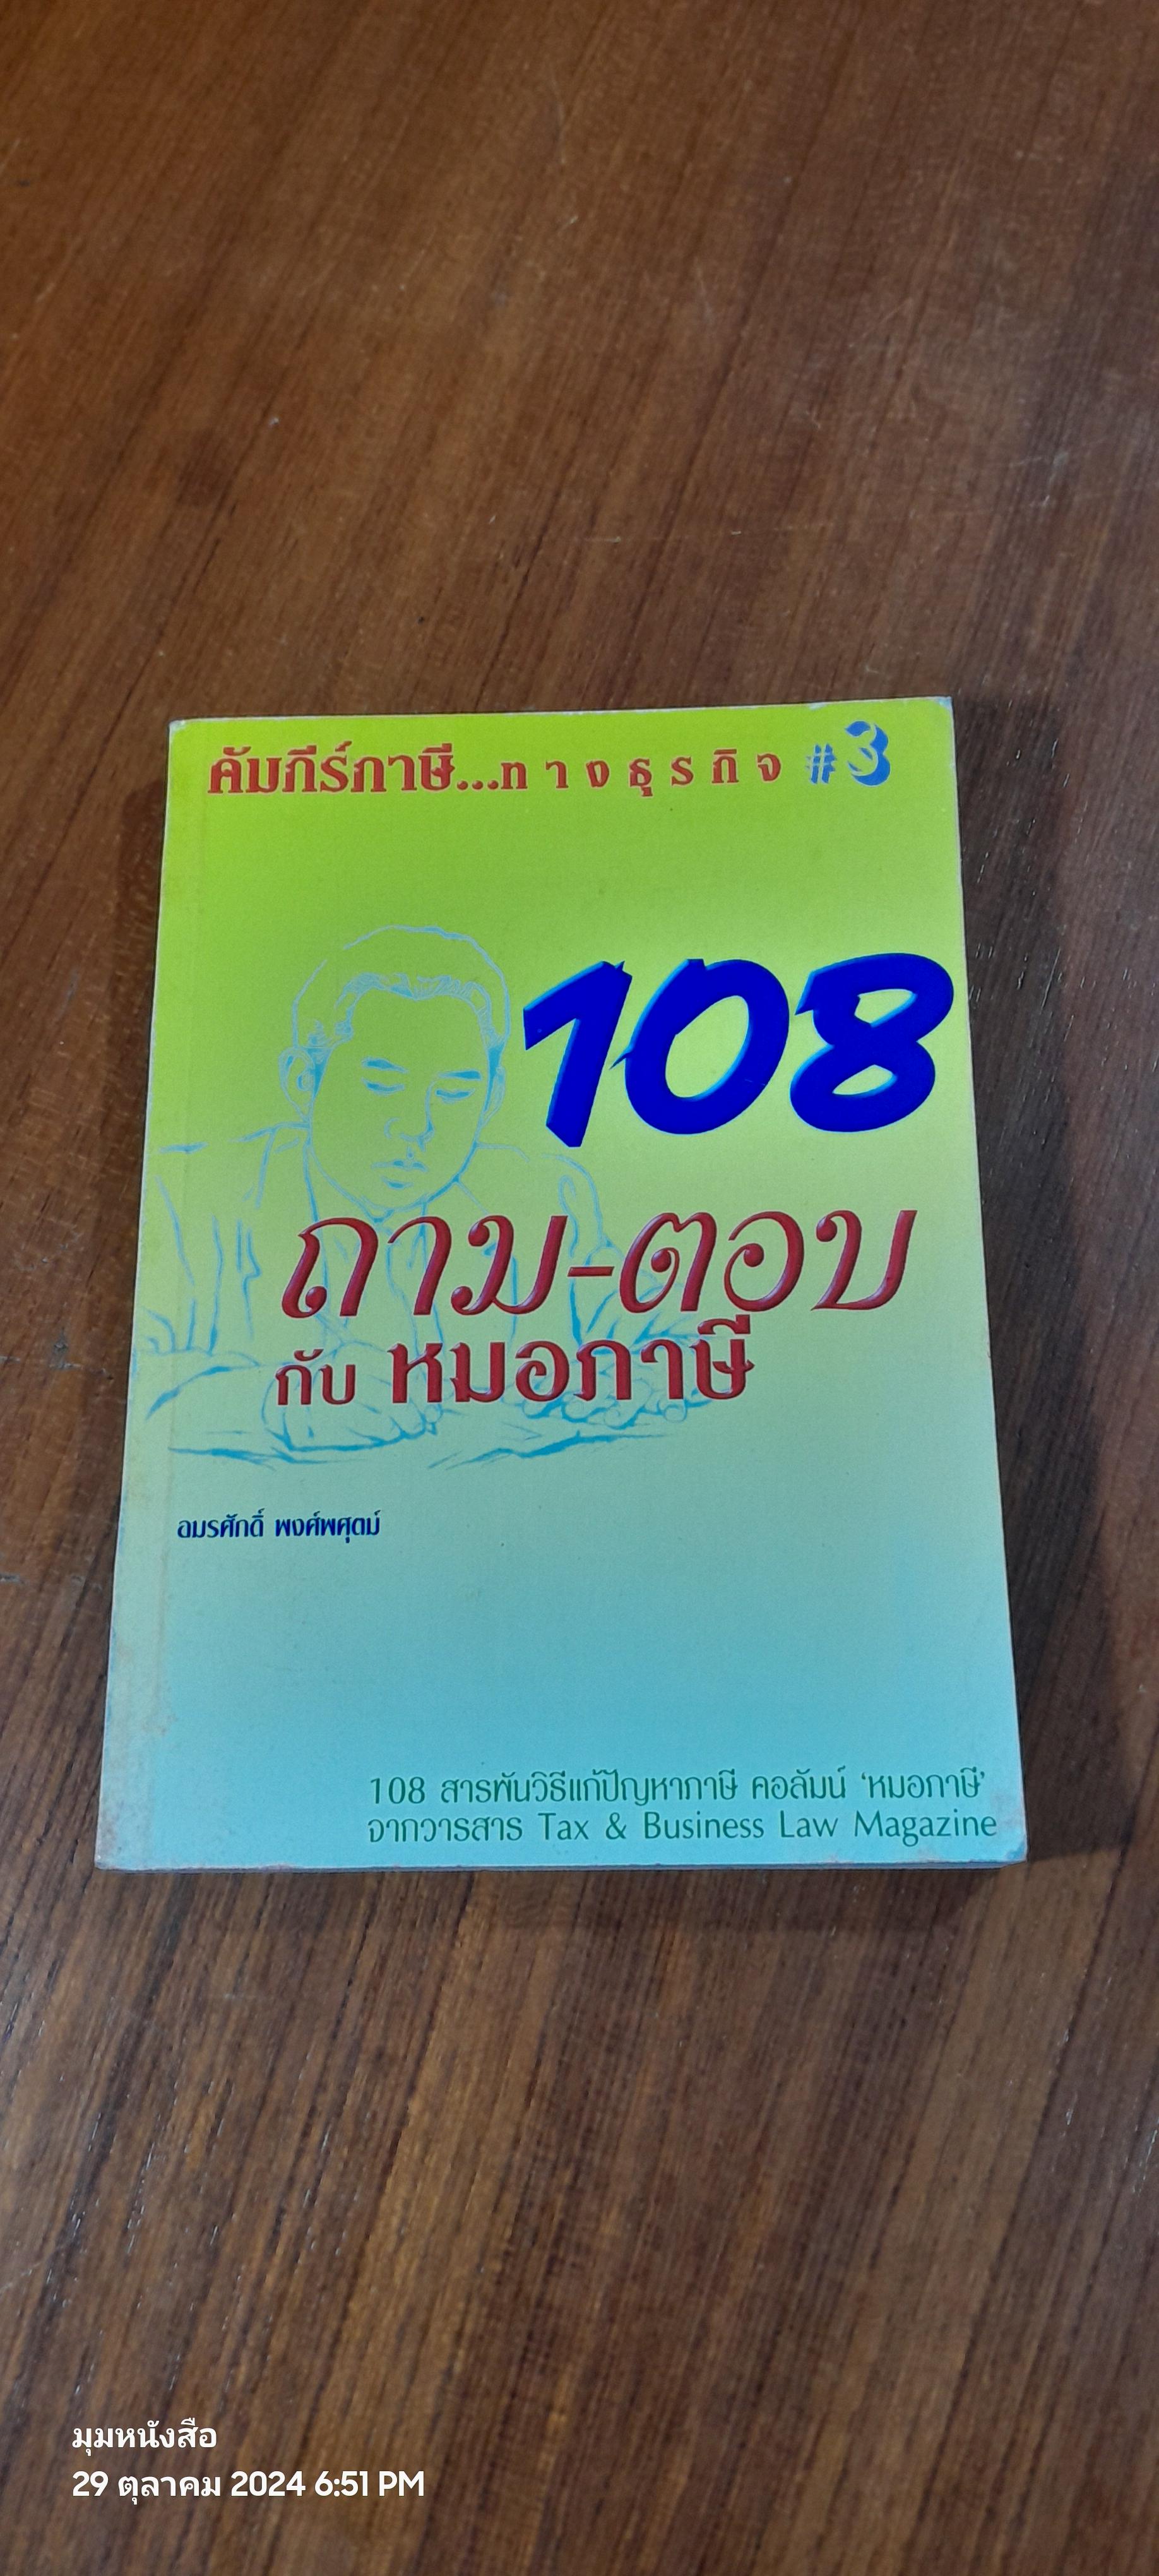 คัมภีร์ภาษี...ทางธุรกิจ #3
108
ถาม-ตอบ
กับ หมอภาษี
อมรศักดิ์ พงศ์พศุตม์
108 สารพันวิธีแก้ปัญหาภาษี คอลัมน์ ‘หมอภาษี’
จากวารสาร Tax & Business Law Magazine
มุมหนังสือ
29 ตุลาคม 2024 6:51 PM